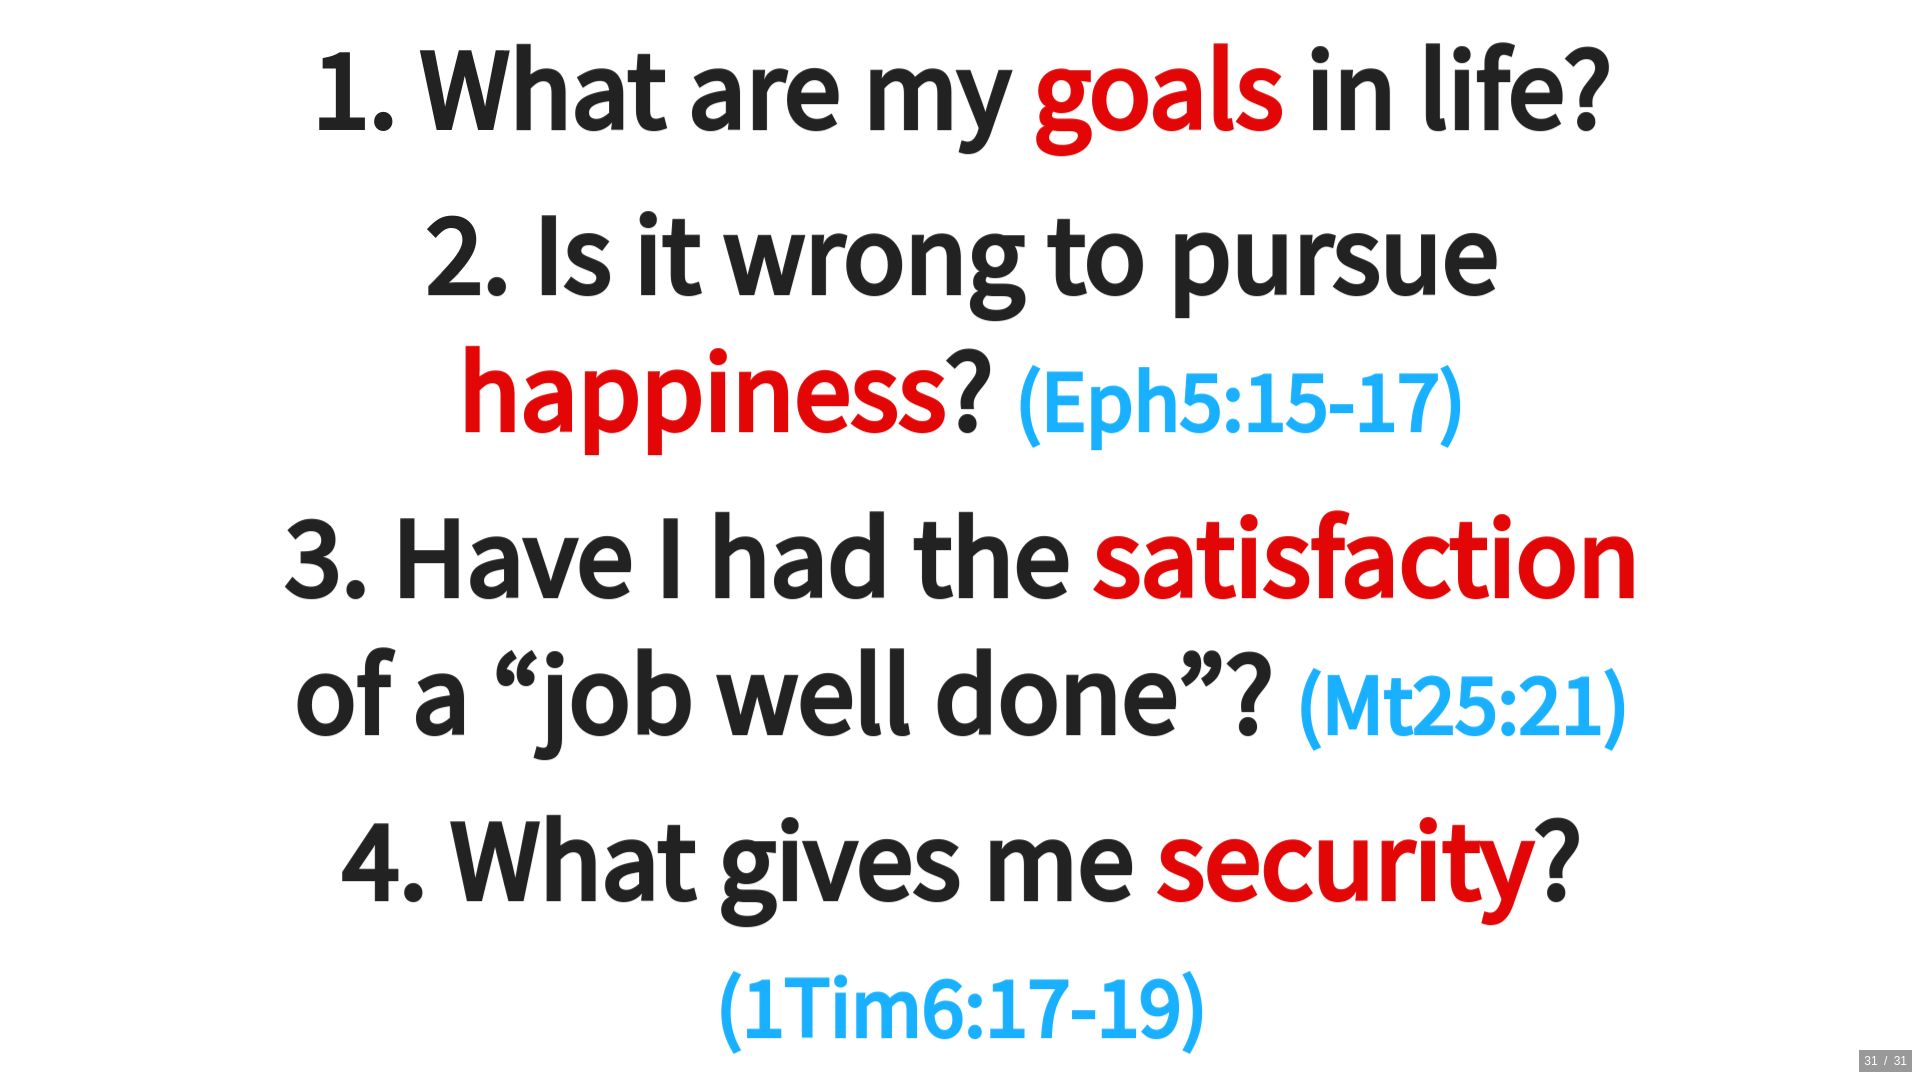 1. What are my goals in life?
2. Is it wrong to pursue
happiness? (Eph5:15-17)
3. Have I had the satisfaction
of a “job well done”? (Mt25:21)
4. What gives me security?
(1Tim6:17-19)
31 / 31